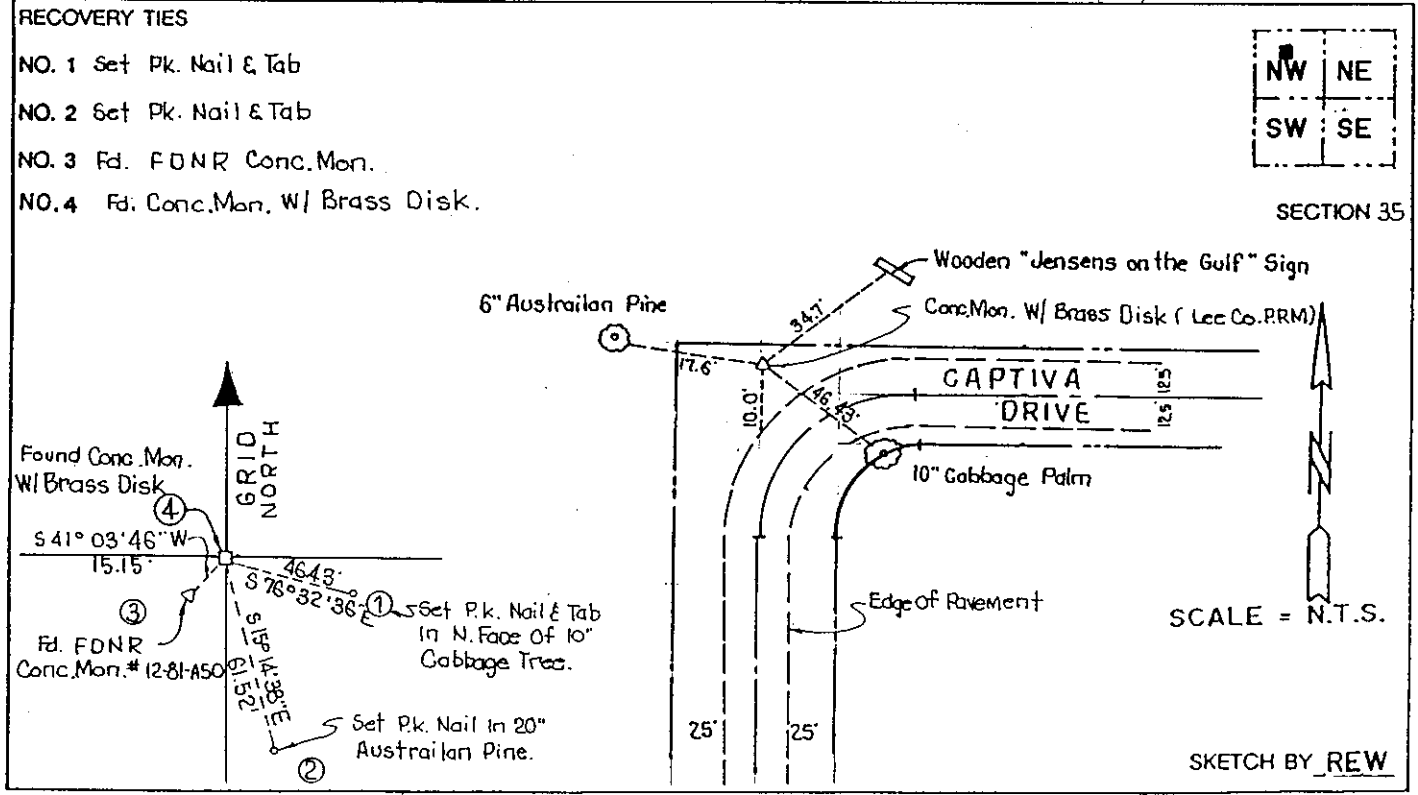 RECOVERY TIES
NO. 1 Set Pk. Nail & Tab
NO. 2 Set Pk. Nail & Tab
NO. 3 Fd. FDNR Conc. Mon.
NO. 4 Fd. Conc. Mon. W/ Brass Disk.
NW NE
SW SE
SECTION 35
Wooden "Jensens on the Gulf" Sign
6" Austrailan Pine
34.7'
Conc. Mon. W/ Brass Disk ( Lee Co. P.R.M)
17.6'
10.0'
46.43'
CAPTIVA
DRIVE
12.5'
12.5'
10" Cabbage Palm
Edge of Pavement
25'
25'
N
SCALE = N.T.S.
GRID
NORTH
Found Conc. Mon.
W/ Brass Disk
4
S 41° 03' 46" W
15.15'
46.43'
S 76° 32' 36" E
1
Set P.k. Nail & Tab
In N. Face Of 10"
Cabbage Tree.
3
Fd. FDNR
Conc. Mon. # 12-81-A50
S 15° 14' 38" E
61.52'
Set P.k. Nail In 20"
Austrailan Pine.
2
SKETCH BY REW